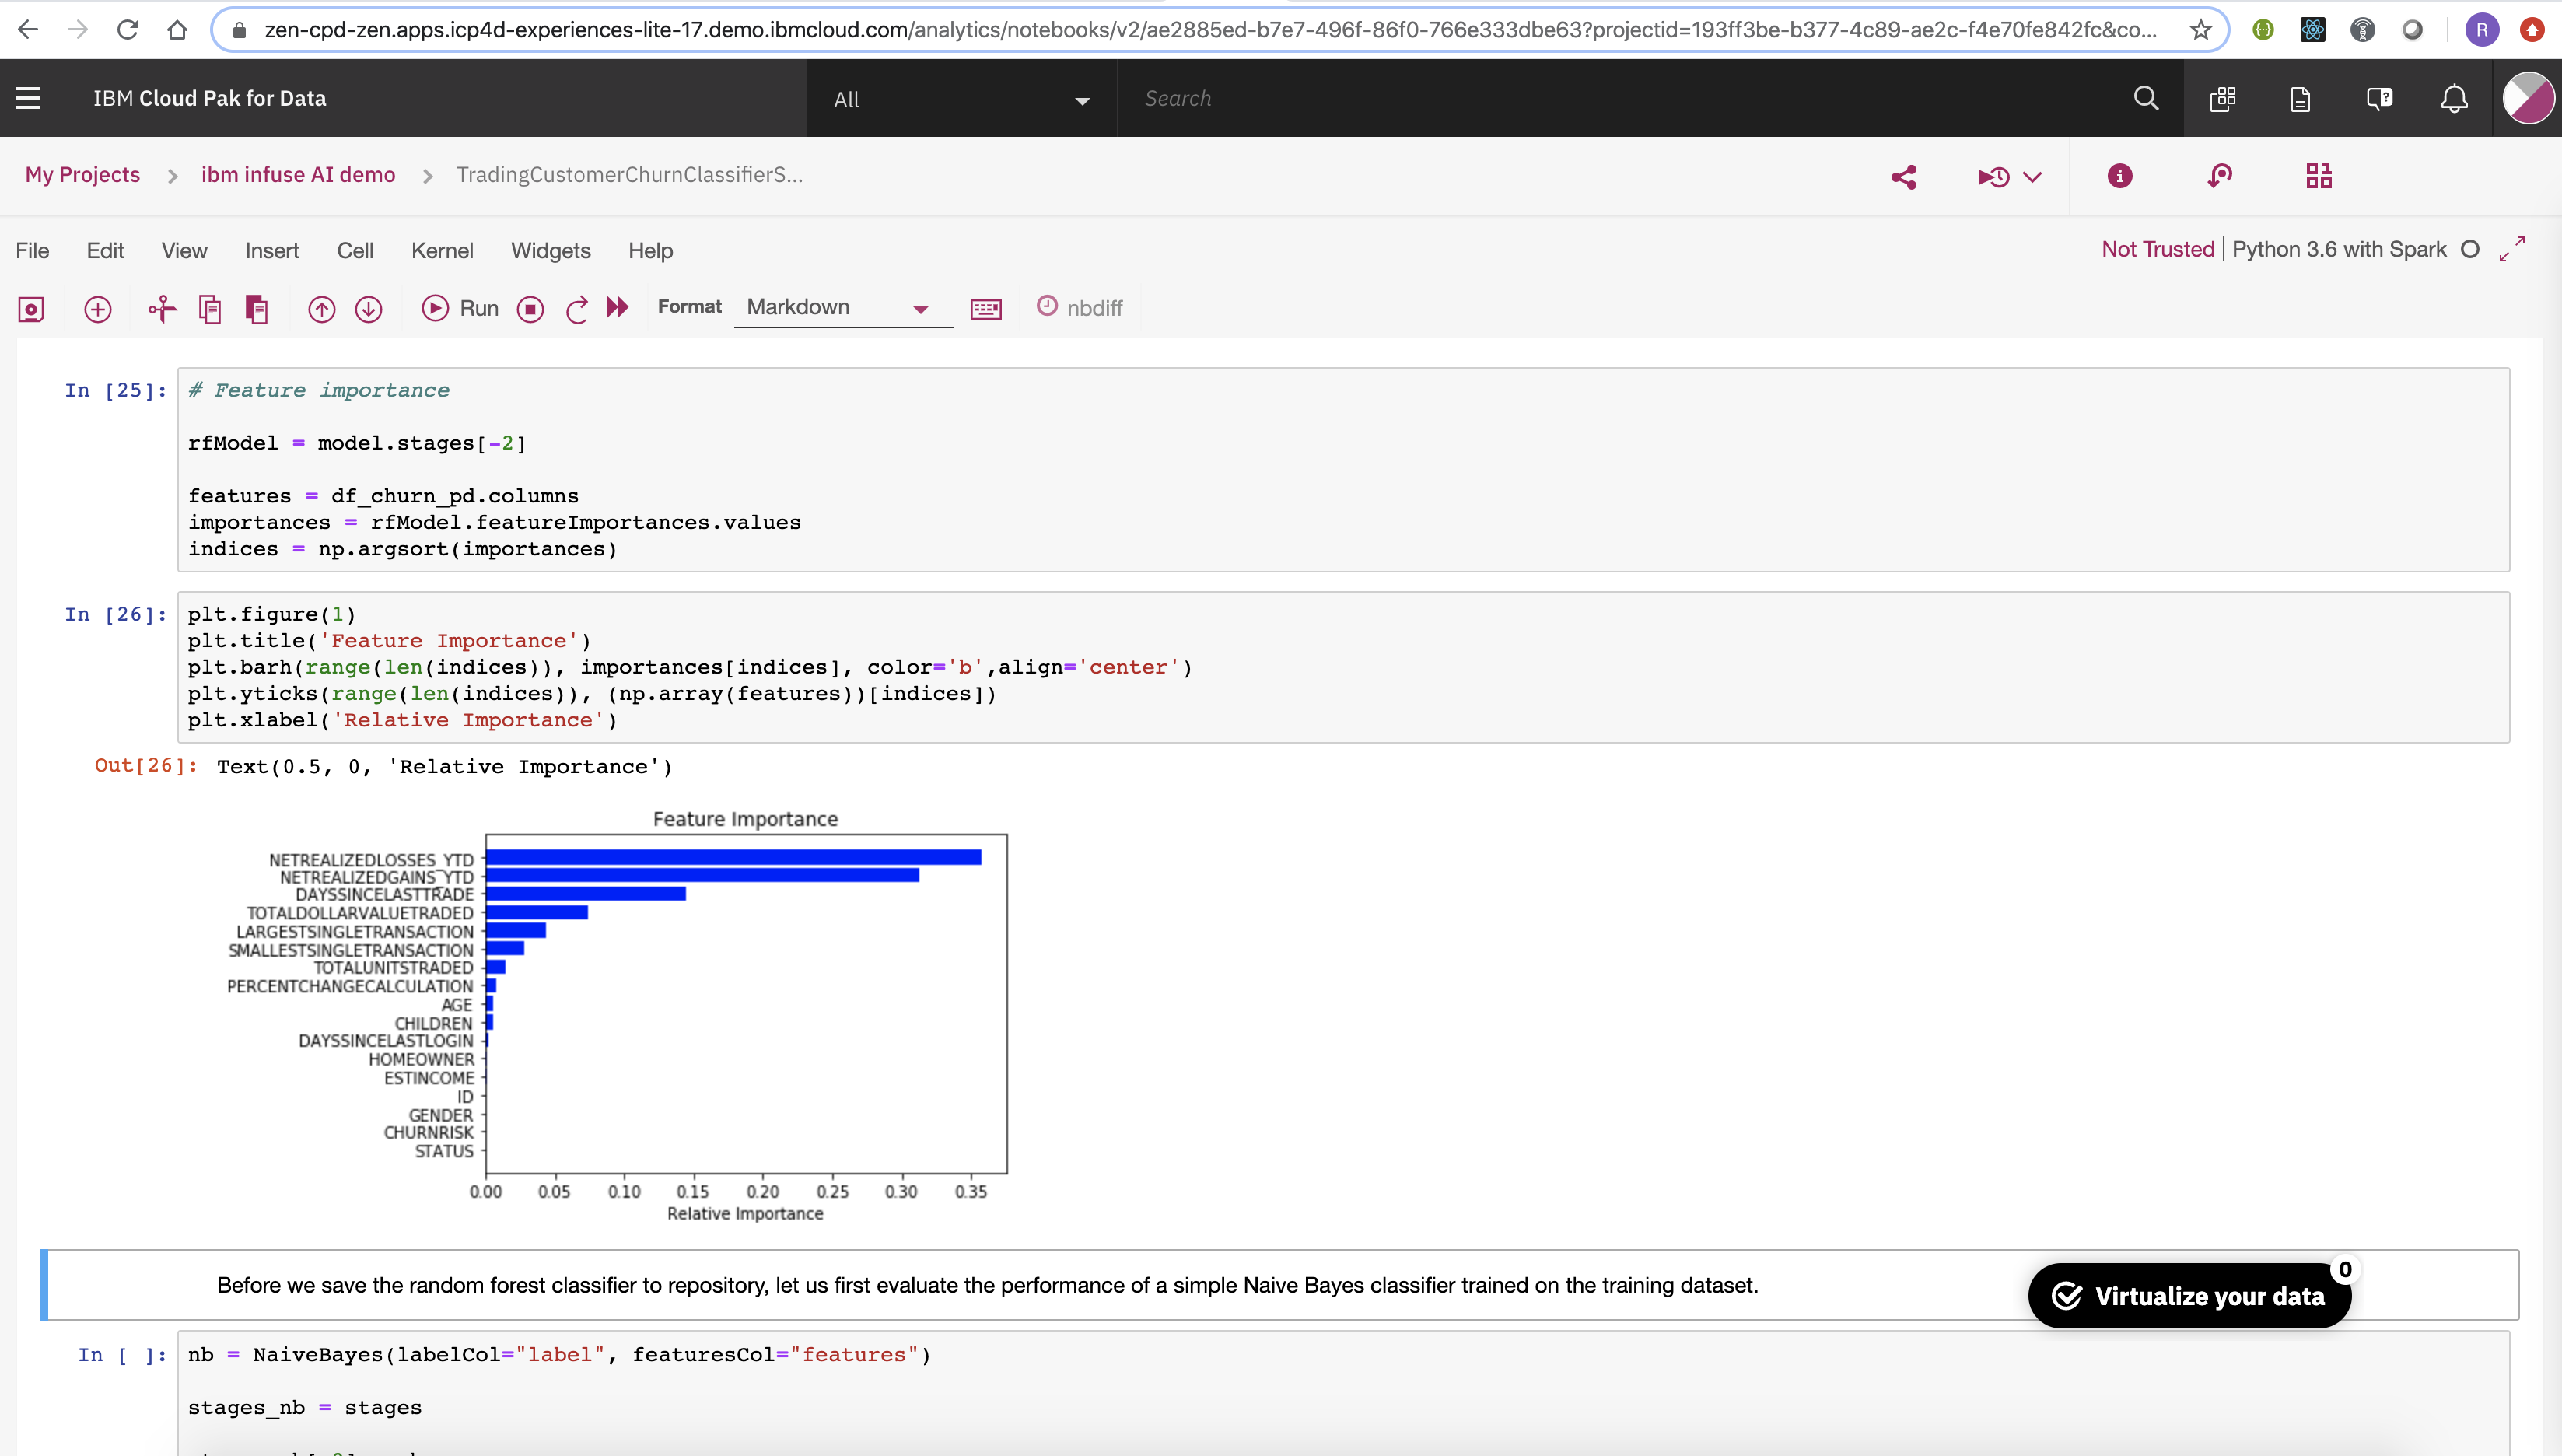 zen-cpd-zen.apps.icp4d-experiences-lite-17.demo.ibmcloud.com/analytics/notebooks/v2/ae2885ed-b7e7-496f-86f0-766e333dbe63?projectid=193ff3be-b377-4c89-ae2c-f4e70fe842fc&co...
R
IBM Cloud Pak for Data
All
Search
My Projects > ibm infuse AI demo > TradingCustomerChurnClassifierS...
File Edit View Insert Cell Kernel Widgets Help
Not Trusted | Python 3.6 with Spark
Run
Format
Markdown
nbdiff
In [25]:
# Feature importance
rfModel = model.stages[-2]
features = df_churn_pd.columns
importances = rfModel.featureImportances.values
indices = np.argsort(importances)
In [26]:
plt.figure(1)
plt.title('Feature Importance')
plt.barh(range(len(indices)), importances[indices], color='b',align='center')
plt.yticks(range(len(indices)), (np.array(features))[indices])
plt.xlabel('Relative Importance')
Out[26]: Text(0.5, 0, 'Relative Importance')
Feature Importance
NETREALIZEDLOSSES_YTD
NETREALIZEDGAINS_YTD
DAYSSINCELASTTRADE
TOTALDOLLARVALUETRADED
LARGESTSINGLETRANSACTION
SMALLESTSINGLETRANSACTION
TOTALUNITSTRADED
PERCENTCHANGECALCULATION
AGE
CHILDREN
DAYSSINCELASTLOGIN
HOMEOWNER
ESTINCOME
ID
GENDER
CHURNRISK
STATUS
0.00 0.05 0.10 0.15 0.20 0.25 0.30 0.35
Relative Importance
Before we save the random forest classifier to repository, let us first evaluate the performance of a simple Naive Bayes classifier trained on the training dataset.
0
Virtualize your data
In [ ]:
nb = NaiveBayes(labelCol="label", featuresCol="features")
stages_nb = stages